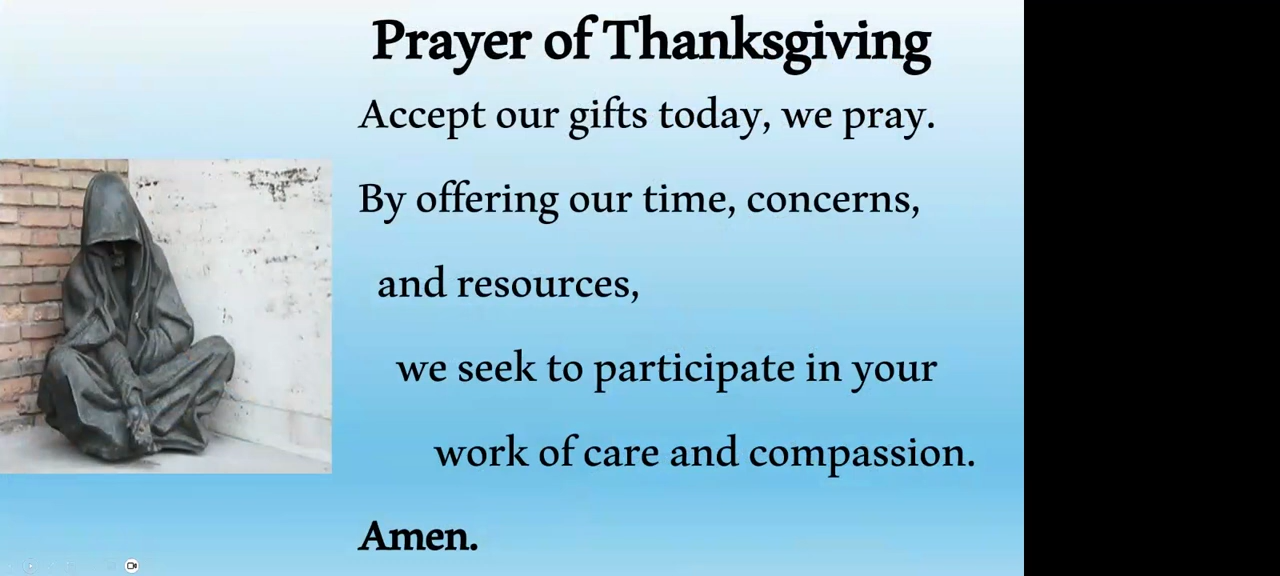 Prayer of Thanksgiving
Accept our gifts today, we pray.
By offering our time, concerns,
and resources,
we seek to participate in your
work of care and compassion.
Amen.